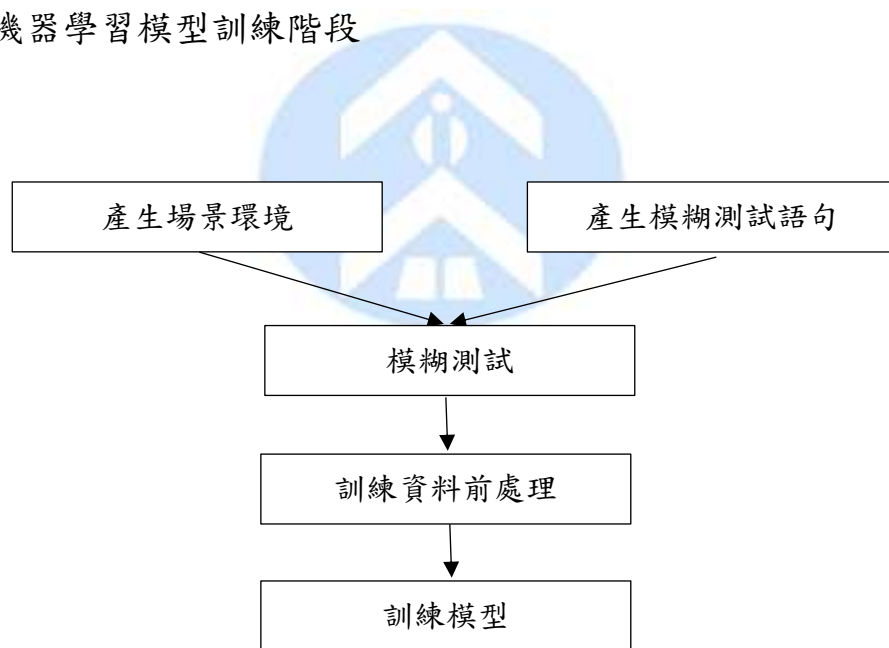 機器學習模型訓練階段
產生場景環境
產生模糊測試語句
模糊測試
訓練資料前處理
訓練模型